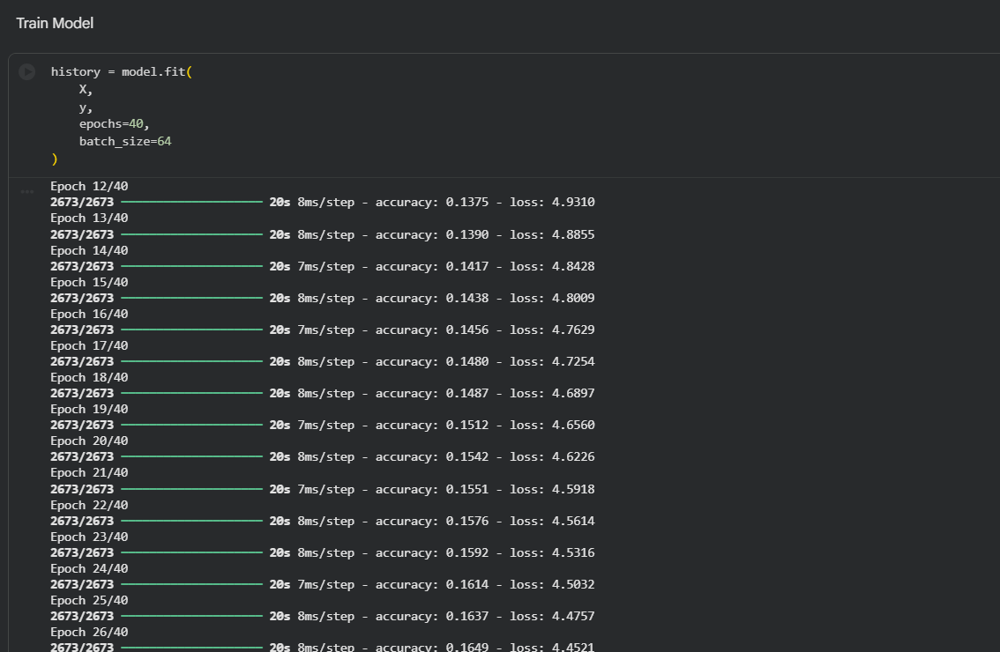 Train Model
history = model.fit(
    X,
    y,
    epochs=40,
    batch_size=64
)
Epoch 12/40
2673/2673 ━━━━━━━━━━━━━━━━━━━━ 20s 8ms/step - accuracy: 0.1375 - loss: 4.9310
Epoch 13/40
2673/2673 ━━━━━━━━━━━━━━━━━━━━ 20s 8ms/step - accuracy: 0.1390 - loss: 4.8855
Epoch 14/40
2673/2673 ━━━━━━━━━━━━━━━━━━━━ 20s 7ms/step - accuracy: 0.1417 - loss: 4.8428
Epoch 15/40
2673/2673 ━━━━━━━━━━━━━━━━━━━━ 20s 8ms/step - accuracy: 0.1438 - loss: 4.8009
Epoch 16/40
2673/2673 ━━━━━━━━━━━━━━━━━━━━ 20s 7ms/step - accuracy: 0.1456 - loss: 4.7629
Epoch 17/40
2673/2673 ━━━━━━━━━━━━━━━━━━━━ 20s 8ms/step - accuracy: 0.1480 - loss: 4.7254
Epoch 18/40
2673/2673 ━━━━━━━━━━━━━━━━━━━━ 20s 8ms/step - accuracy: 0.1487 - loss: 4.6897
Epoch 19/40
2673/2673 ━━━━━━━━━━━━━━━━━━━━ 20s 7ms/step - accuracy: 0.1512 - loss: 4.6560
Epoch 20/40
2673/2673 ━━━━━━━━━━━━━━━━━━━━ 20s 8ms/step - accuracy: 0.1542 - loss: 4.6226
Epoch 21/40
2673/2673 ━━━━━━━━━━━━━━━━━━━━ 20s 7ms/step - accuracy: 0.1551 - loss: 4.5918
Epoch 22/40
2673/2673 ━━━━━━━━━━━━━━━━━━━━ 20s 8ms/step - accuracy: 0.1576 - loss: 4.5614
Epoch 23/40
2673/2673 ━━━━━━━━━━━━━━━━━━━━ 20s 8ms/step - accuracy: 0.1592 - loss: 4.5316
Epoch 24/40
2673/2673 ━━━━━━━━━━━━━━━━━━━━ 20s 7ms/step - accuracy: 0.1614 - loss: 4.5032
Epoch 25/40
2673/2673 ━━━━━━━━━━━━━━━━━━━━ 20s 8ms/step - accuracy: 0.1637 - loss: 4.4757
Epoch 26/40
2673/2673 ━━━━━━━━━━━━━━━━━━━━ 20s 8ms/step - accuracy: 0.1649 - loss: 4.4521